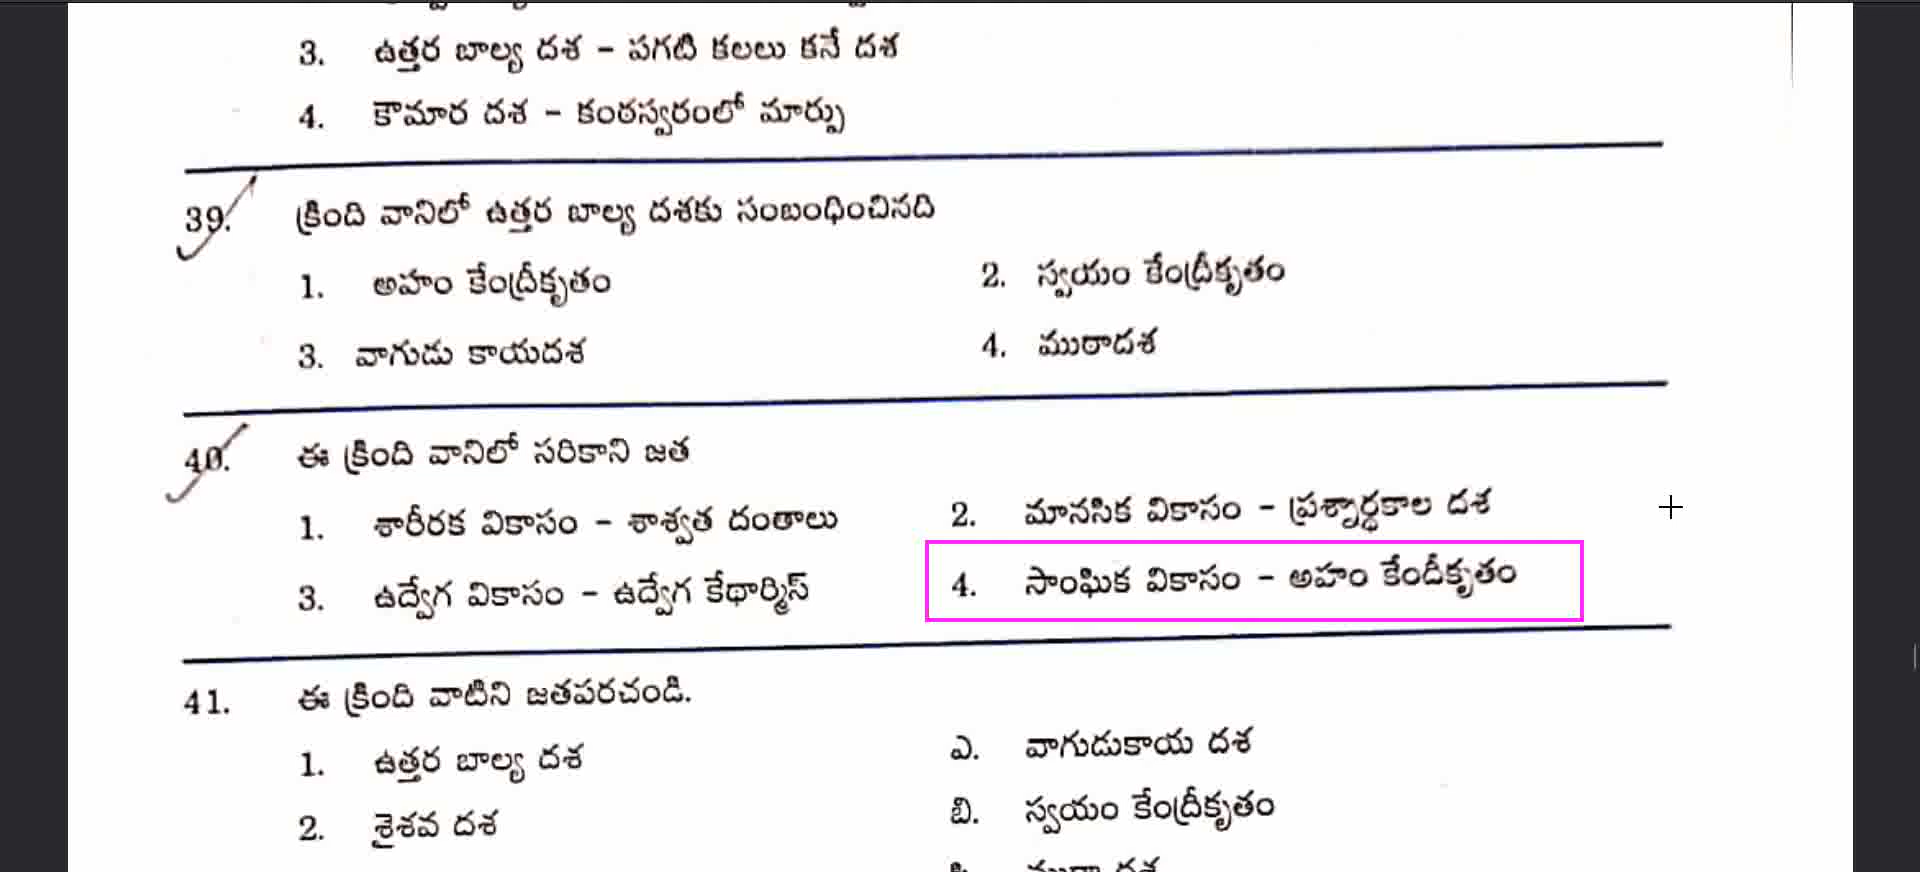 3. ఉత్తర బాల్య దశ - పగటి కలలు కనే దశ
4. కౌమార దశ - కంఠస్వరంలో మార్పు
39. క్రింది వానిలో ఉత్తర బాల్య దశకు సంబంధించినది
1. అహం కేంద్రీకృతం 2. స్వయం కేంద్రీకృతం
3. వాగుడు కాయదశ 4. ముఠాదశ
40. ఈ క్రింది వానిలో సరికాని జత
1. శారీరక వికాసం - శాశ్వత దంతాలు 2. మానసిక వికాసం - ప్రశ్నార్థకాల దశ
3. ఉద్వేగ వికాసం - ఉద్వేగ కేథార్మిస్ 4. సాంఘిక వికాసం - అహం కేందీకృతం
41. ఈ క్రింది వాటిని జతపరచండి.
1. ఉత్తర బాల్య దశ ఎ. వాగుడుకాయ దశ
2. శైశవ దశ బి. స్వయం కేంద్రీకృతం